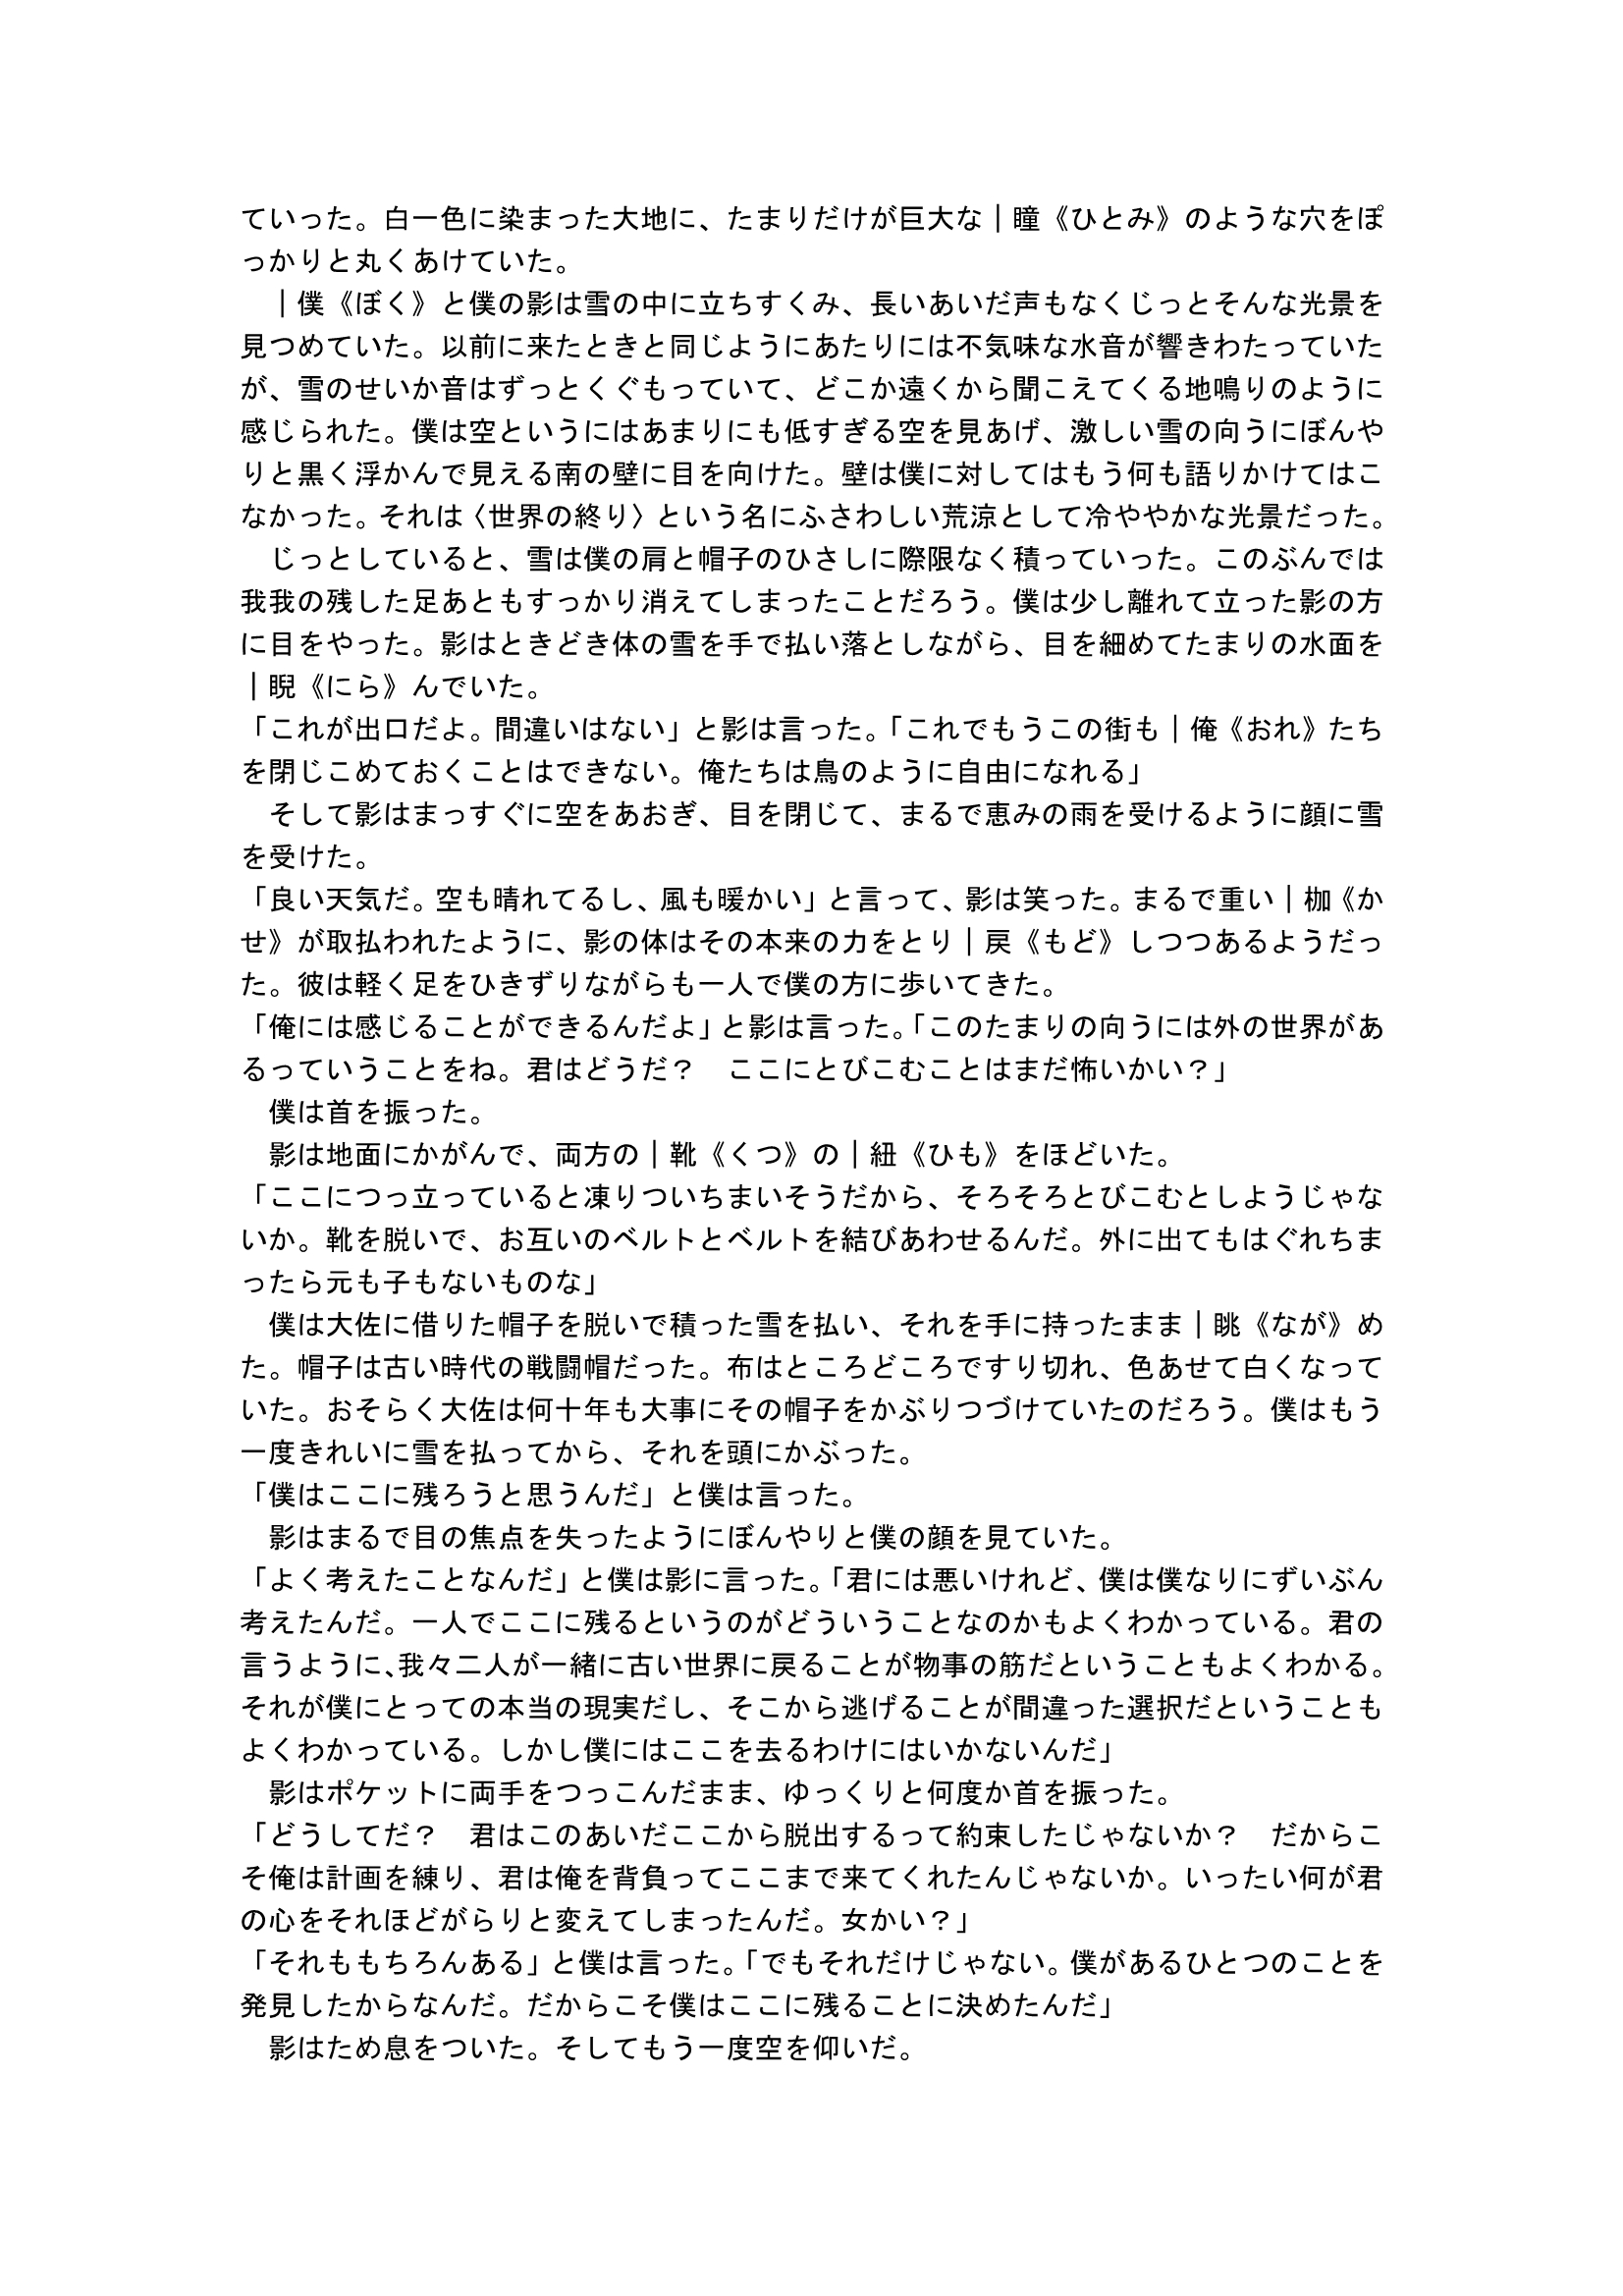 ていった。白一色に染まった大地に、たまりだけが巨大な｜瞳《ひとみ》のような穴をぽ
っかりと丸くあけていた。
　｜僕《ぼく》と僕の影は雪の中に立ちすくみ、長いあいだ声もなくじっとそんな光景を
見つめていた。以前に来たときと同じようにあたりには不気味な水音が響きわたっていた
が、雪のせいか音はずっとくぐもっていて、どこか遠くから聞こえてくる地鳴りのように
感じられた。僕は空というにはあまりにも低すぎる空を見あげ、激しい雪の向うにぼんや
りと黒く浮かんで見える南の壁に目を向けた。壁は僕に対してはもう何も語りかけてはこ
なかった。それは〈世界の終り〉という名にふさわしい荒涼として冷ややかな光景だった。
　じっとしていると、雪は僕の肩と帽子のひさしに際限なく積っていった。このぶんでは
我我の残した足あともすっかり消えてしまったことだろう。僕は少し離れて立った影の方
に目をやった。影はときどき体の雪を手で払い落としながら、目を細めてたまりの水面を
｜睨《にら》んでいた。
「これが出口だよ。間違いはない」と影は言った。「これでもうこの街も｜俺《おれ》たち
を閉じこめておくことはできない。俺たちは鳥のように自由になれる」
　そして影はまっすぐに空をあおぎ、目を閉じて、まるで恵みの雨を受けるように顔に雪
を受けた。
「良い天気だ。空も晴れてるし、風も暖かい」と言って、影は笑った。まるで重い｜枷《か
せ》が取払われたように、影の体はその本来の力をとり｜戻《もど》しつつあるようだっ
た。彼は軽く足をひきずりながらも一人で僕の方に歩いてきた。
「俺には感じることができるんだよ」と影は言った。「このたまりの向うには外の世界があ
るっていうことをね。君はどうだ？　ここにとびこむことはまだ怖いかい？」
　僕は首を振った。
　影は地面にかがんで、両方の｜靴《くつ》の｜紐《ひも》をほどいた。
「ここにつっ立っていると凍りついちまいそうだから、そろそろとびこむとしようじゃな
いか。靴を脱いで、お互いのベルトとベルトを結びあわせるんだ。外に出てもはぐれちま
ったら元も子もないものな」
　僕は大佐に借りた帽子を脱いで積った雪を払い、それを手に持ったまま｜眺《なが》め
た。帽子は古い時代の戦闘帽だった。布はところどころですり切れ、色あせて白くなって
いた。おそらく大佐は何十年も大事にその帽子をかぶりつづけていたのだろう。僕はもう
一度きれいに雪を払ってから、それを頭にかぶった。
「僕はここに残ろうと思うんだ」と僕は言った。
　影はまるで目の焦点を失ったようにぼんやりと僕の顔を見ていた。
「よく考えたことなんだ」と僕は影に言った。「君には悪いけれど、僕は僕なりにずいぶん
考えたんだ。一人でここに残るというのがどういうことなのかもよくわかっている。君の
言うように、我々二人が一緒に古い世界に戻ることが物事の筋だということもよくわかる。
それが僕にとっての本当の現実だし、そこから逃げることが間違った選択だということも
よくわかっている。しかし僕にはここを去るわけにはいかないんだ」
　影はポケットに両手をつっこんだまま、ゆっくりと何度か首を振った。
「どうしてだ？　君はこのあいだここから脱出するって約束したじゃないか？　だからこ
そ俺は計画を練り、君は俺を背負ってここまで来てくれたんじゃないか。いったい何が君
の心をそれほどがらりと変えてしまったんだ。女かい？」
「それももちろんある」と僕は言った。「でもそれだけじゃない。僕があるひとつのことを
発見したからなんだ。だからこそ僕はここに残ることに決めたんだ」
　影はため息をついた。そしてもう一度空を仰いだ。